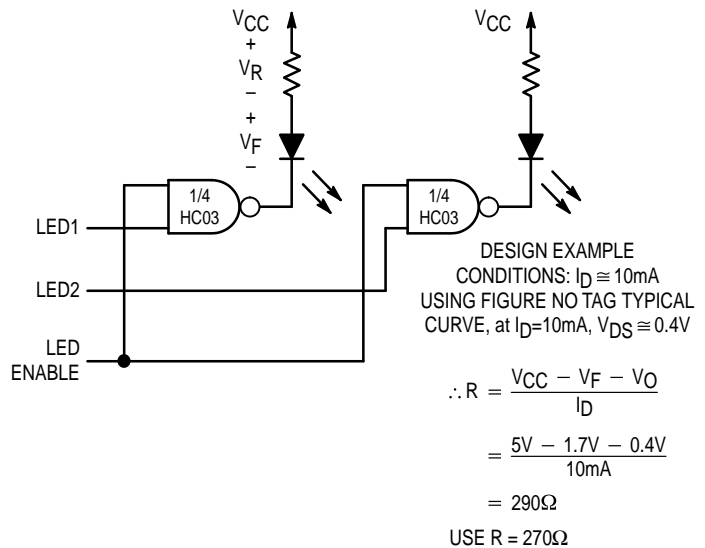 VCC
+
VR
−
+
VF
−
VCC
1/4
HC03
1/4
HC03
LED1
LED2
LED
ENABLE
DESIGN EXAMPLE
CONDITIONS: ID ≅ 10mA
USING FIGURE NO TAG TYPICAL
CURVE, at ID=10mA, VDS ≅ 0.4V
∴ R = VCC − VF − VO
ID
= 5V − 1.7V − 0.4V
10mA
= 290Ω
USE R = 270Ω